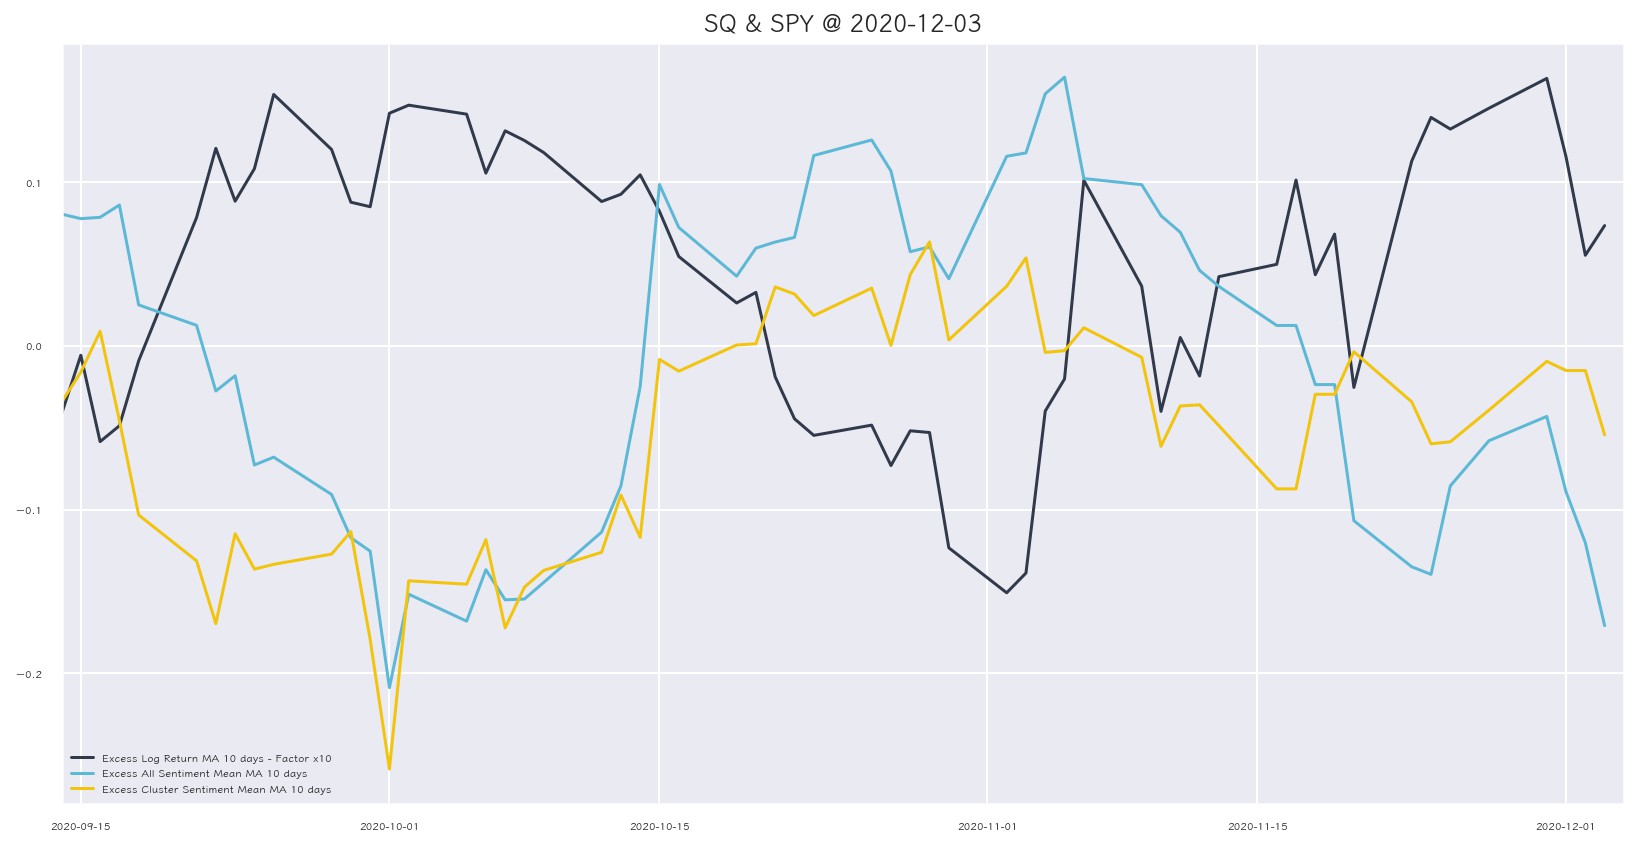 SQ & SPY @ 2020-12-03
0.1
0.0
−0.1
−0.2
Excess Log Return MA 10 days - Factor x10
Excess All Sentiment Mean MA 10 days
Excess Cluster Sentiment Mean MA 10 days
2020-09-15 2020-10-01 2020-10-15 2020-11-01 2020-11-15 2020-12-01